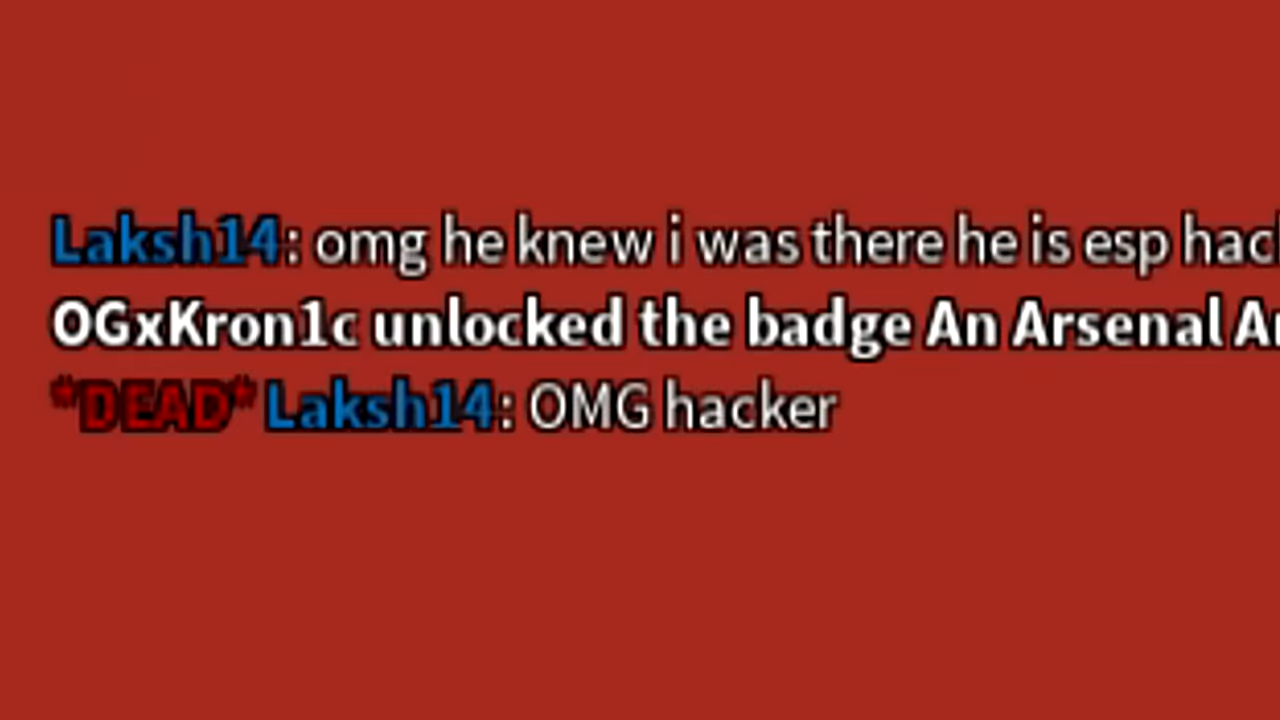 Laksh14: omg he knew i was there he is esp hac
OGxKron1c unlocked the badge An Arsenal
*DEAD* Laksh14: OMG hacker